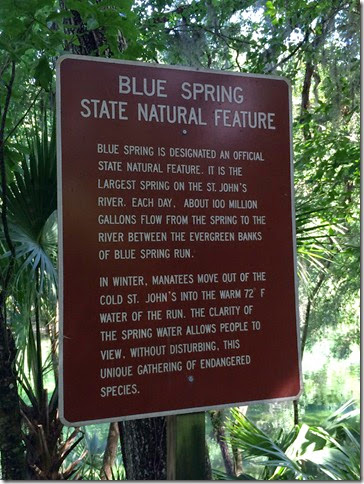 BLUE SPRING
STATE NATURAL FEATURE
BLUE SPRING IS DESIGNATED AN OFFICIAL
STATE NATURAL FEATURE. IT IS THE
LARGEST SPRING ON THE ST. JOHN'S
RIVER. EACH DAY, ABOUT 100 MILLION
GALLONS FLOW FROM THE SPRING TO THE
RIVER BETWEEN THE EVERGREEN BANKS
OF BLUE SPRING RUN.
IN WINTER, MANATEES MOVE OUT OF THE
COLD ST. JOHN'S INTO THE WARM 72° F
WATER OF THE RUN. THE CLARITY OF
THE SPRING WATER ALLOWS PEOPLE TO
VIEW, WITHOUT DISTURBING, THIS
UNIQUE GATHERING OF ENDANGERED
SPECIES.